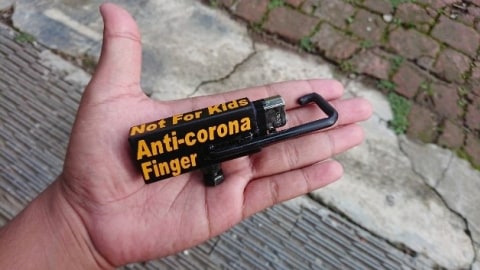 Not For Kids
Anti-corona
Finger